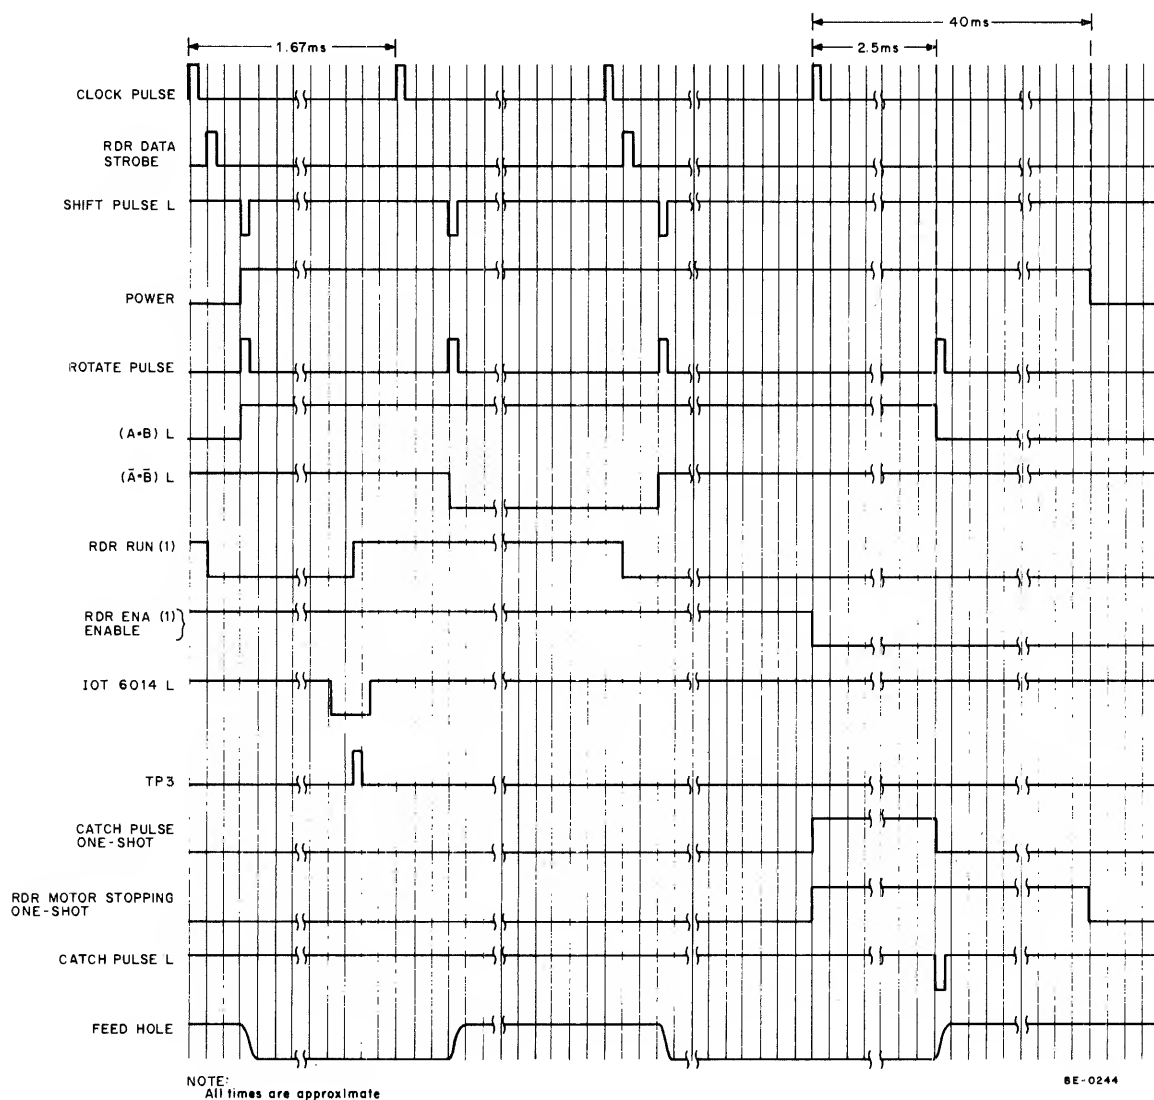 40ms
1.67ms
2.5ms
CLOCK PULSE
RDR DATA
STROBE
SHIFT PULSE L
POWER
ROTATE PULSE
(A•B) L
(Ā•B̄) L
RDR RUN (1)
RDR ENA (1)
ENABLE
IOT 6014 L
TP3
CATCH PULSE
ONE-SHOT
RDR MOTOR STOPPING
ONE-SHOT
CATCH PULSE L
FEED HOLE
NOTE:
All times are approximate
8E-0244